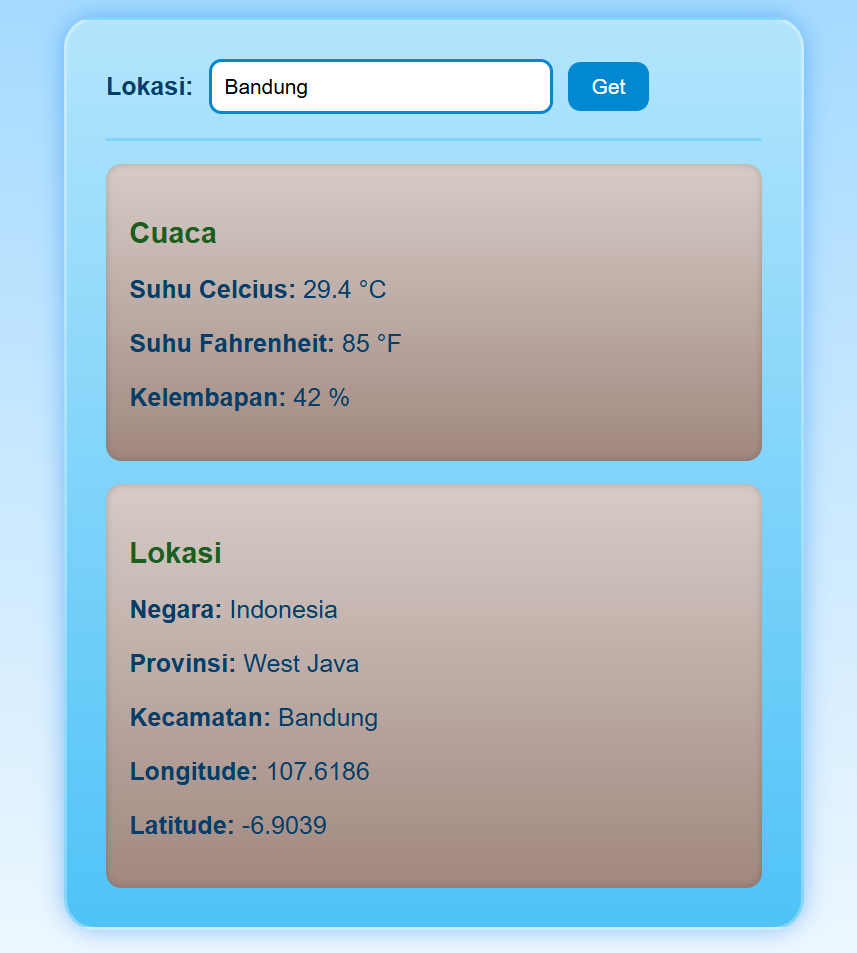 Lokasi: Bandung Get
Cuaca
Suhu Celcius: 29.4 °C
Suhu Fahrenheit: 85 °F
Kelembapan: 42 %
Lokasi
Negara: Indonesia
Provinsi: West Java
Kecamatan: Bandung
Longitude: 107.6186
Latitude: -6.9039